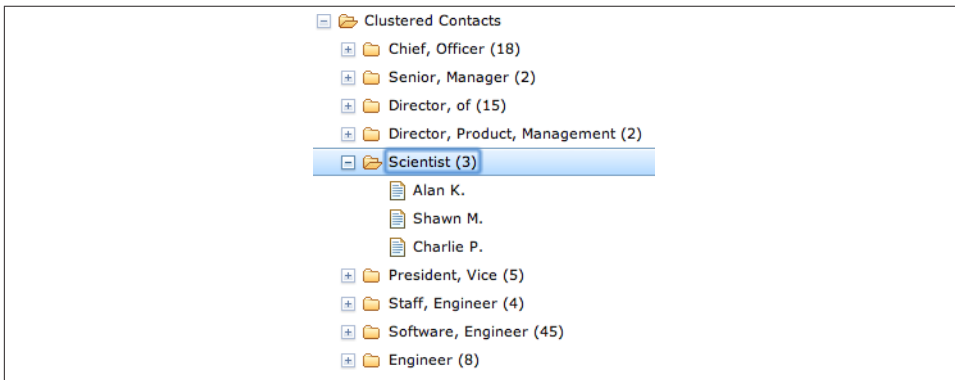 Clustered Contacts
Chief, Officer (18)
Senior, Manager (2)
Director, of (15)
Director, Product, Management (2)
Scientist (3)
Alan K.
Shawn M.
Charlie P.
President, Vice (5)
Staff, Engineer (4)
Software, Engineer (45)
Engineer (8)